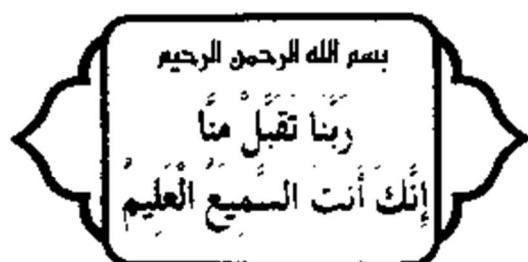 بسم الله الرحمن الرحيم
رَبَّنَا تَقَبَّلْ مِنَّا
إِنَّكَ أَنتَ السَّمِيعُ الْعَلِيمُ